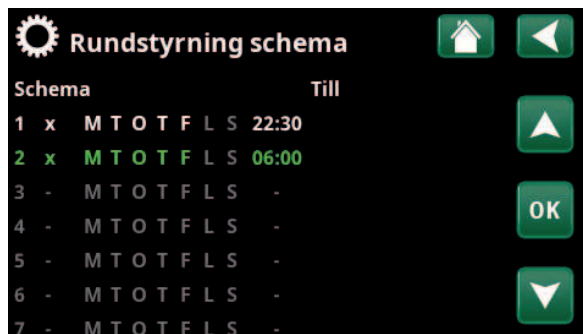 Rundstyrning schema
Schema Till
1 x M T O T F L S 22:30
2 x M T O T F L S 06:00
3 - M T O T F L S -
4 - M T O T F L S -
OK
5 - M T O T F L S -
6 - M T O T F L S -
7 - M T O T F L S -